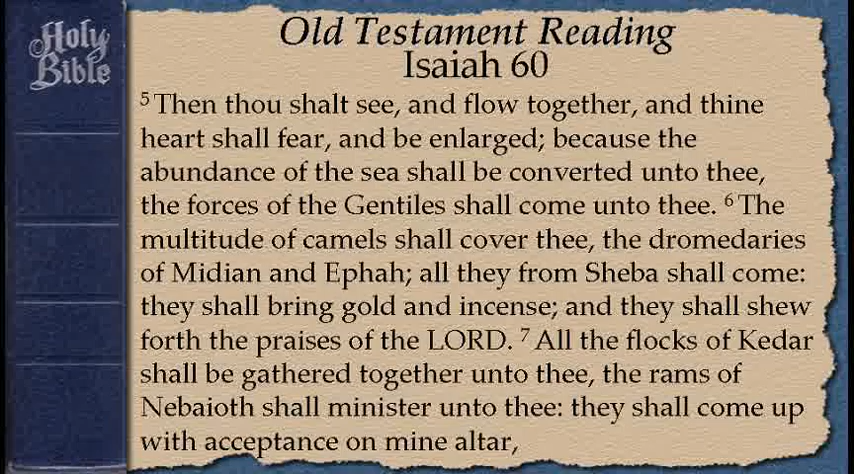 Holy
Bible
Old Testament Reading
Isaiah 60
⁵ Then thou shalt see, and flow together, and thine
heart shall fear, and be enlarged; because the
abundance of the sea shall be converted unto thee,
the forces of the Gentiles shall come unto thee. ⁶ The
multitude of camels shall cover thee, the dromedaries
of Midian and Ephah; all they from Sheba shall come:
they shall bring gold and incense; and they shall shew
forth the praises of the LORD. ⁷ All the flocks of Kedar
shall be gathered together unto thee, the rams of
Nebaioth shall minister unto thee: they shall come up
with acceptance on mine altar,